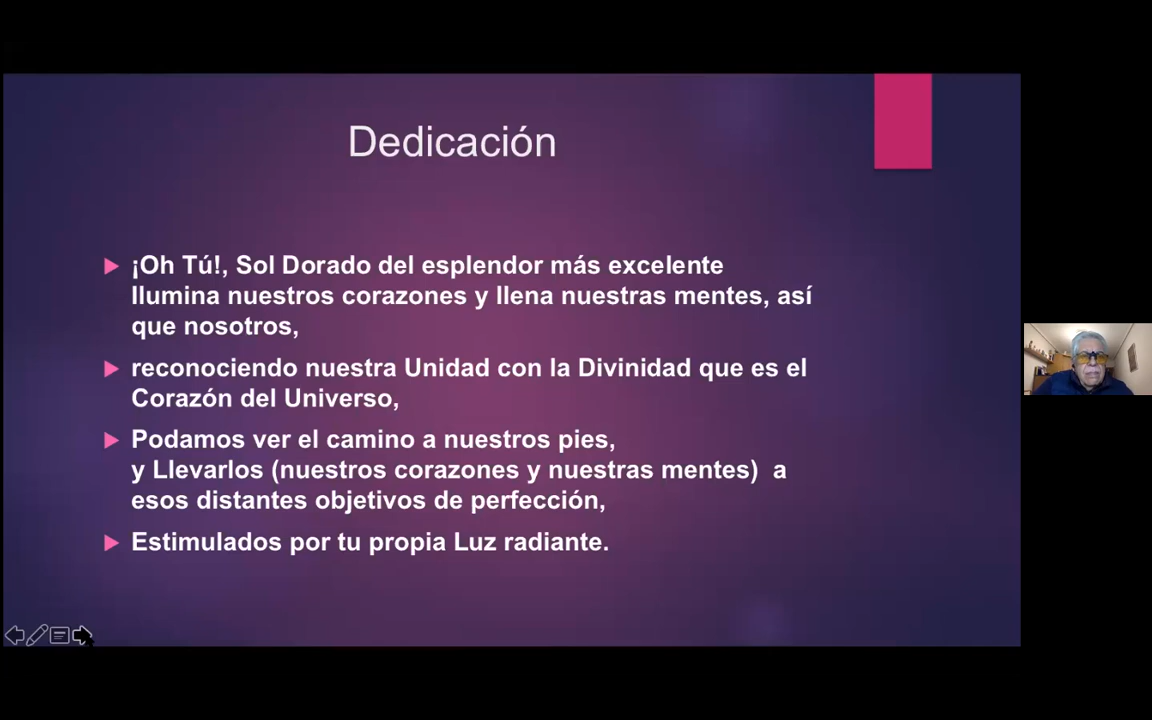 Dedicación
¡Oh Tú!, Sol Dorado del esplendor más excelente
Ilumina nuestros corazones y llena nuestras mentes, así
que nosotros,
reconociendo nuestra Unidad con la Divinidad que es el
Corazón del Universo,
Podamos ver el camino a nuestros pies,
y Llevarlos (nuestros corazones y nuestras mentes)  a
esos distantes objetivos de perfección,
Estimulados por tu propia Luz radiante.